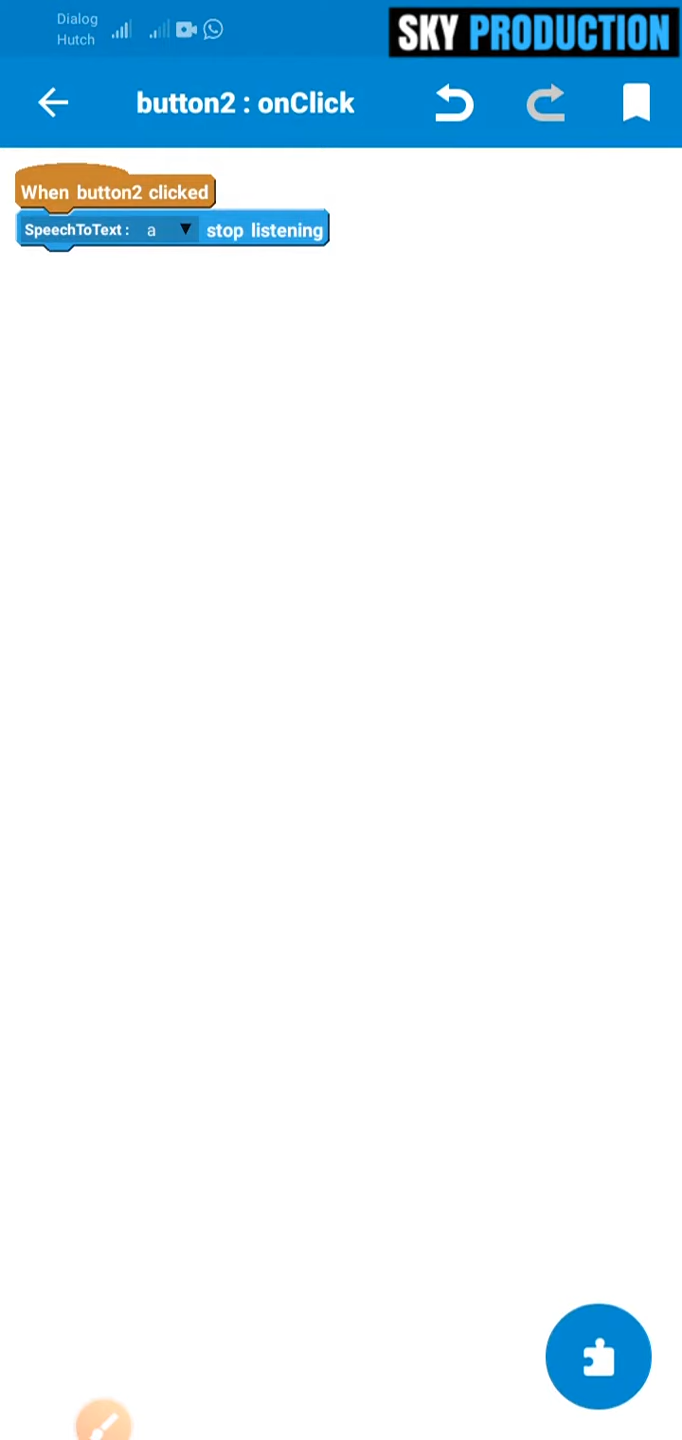 Dialog
Hutch
SKY PRODUCTION
button2 : onClick
When button2 clicked
SpeechToText : a stop listening